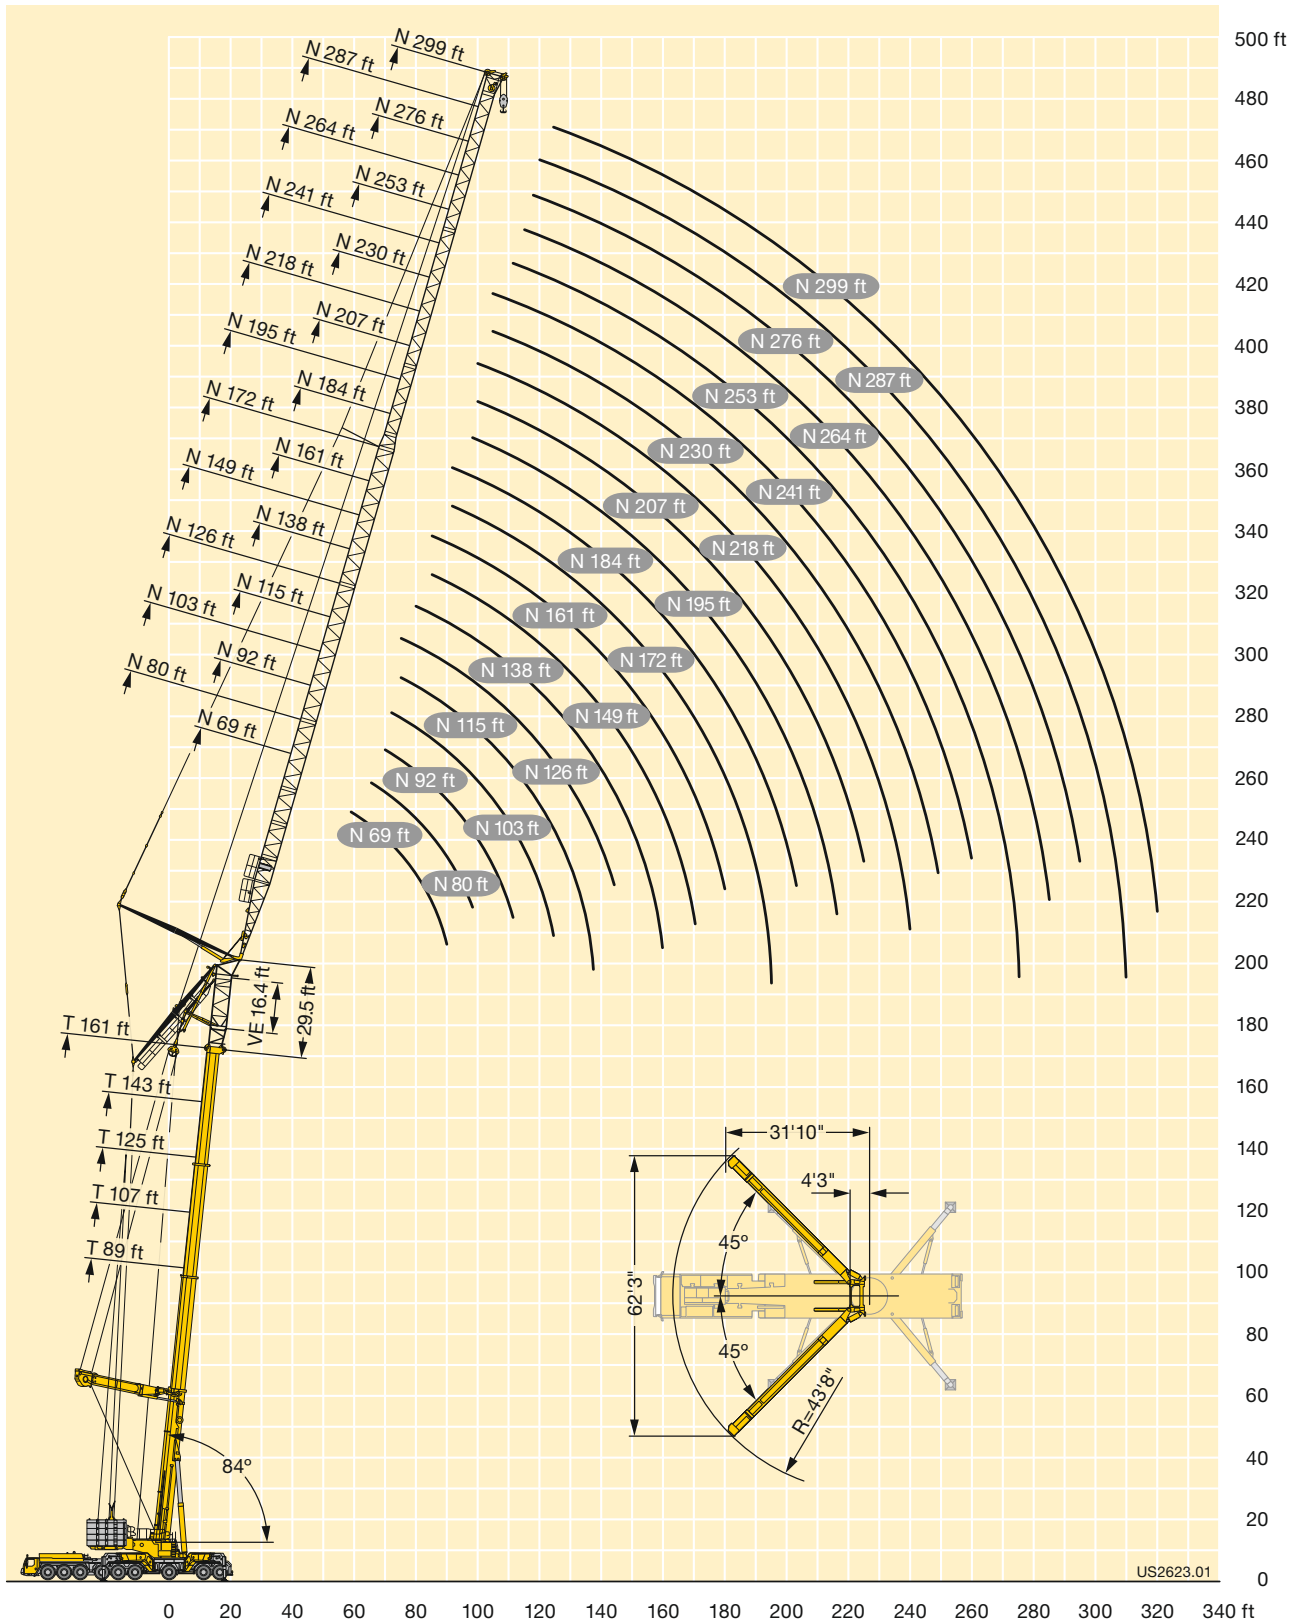 500 ft
N 299 ft
N 287 ft
480
N 276 ft
N 264 ft
460
N 253 ft
N 241 ft
440
N 230 ft
N 218 ft
420
N 299 ft
N 207 ft
N 195 ft
400
N 276 ft
N 184 ft
N 172 ft
380
N 287 ft
N 253 ft
N 264 ft
N 161 ft
N 149 ft
360
N 230 ft
N 241 ft
N 138 ft
N 126 ft
340
N 207 ft
N 218 ft
N 115 ft
N 103 ft
320
N 184 ft
N 195 ft
N 92 ft
N 80 ft
300
N 161 ft
N 172 ft
N 69 ft
280
N 138 ft
N 149 ft
N 115 ft
N 126 ft
260
N 92 ft
N 103 ft
240
N 69 ft
N 80 ft
220
200
VE 16.4 ft
29.5 ft
180
T 161 ft
160
T 143 ft
140
T 125 ft
31'10"
4'3"
120
T 107 ft
45°
100
T 89 ft
62'3"
80
45°
60
R=43'8"
40
84°
20
US2623.01
0
0 20 40 60 80 100 120 140 160 180 200 220 240 260 280 300 320 340 ft